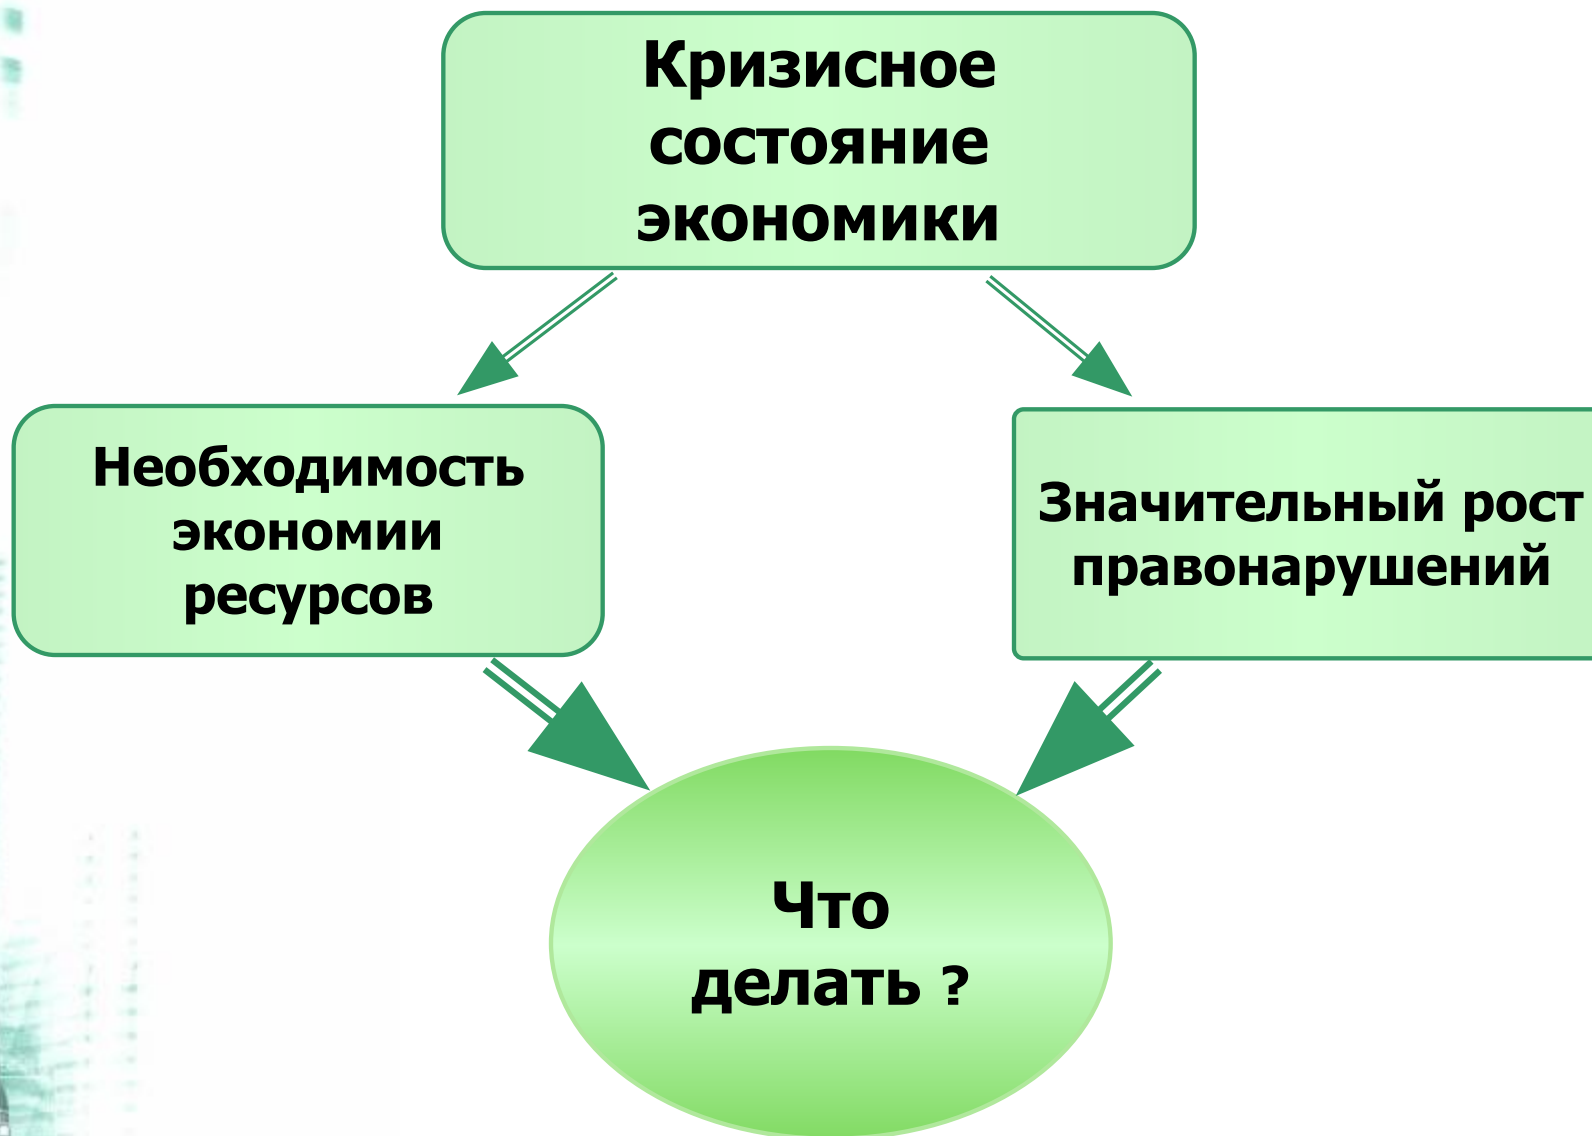 Кризисное
состояние
экономики
Необходимость
экономии
ресурсов
Значительный рост
правонарушений
Что
делать ?